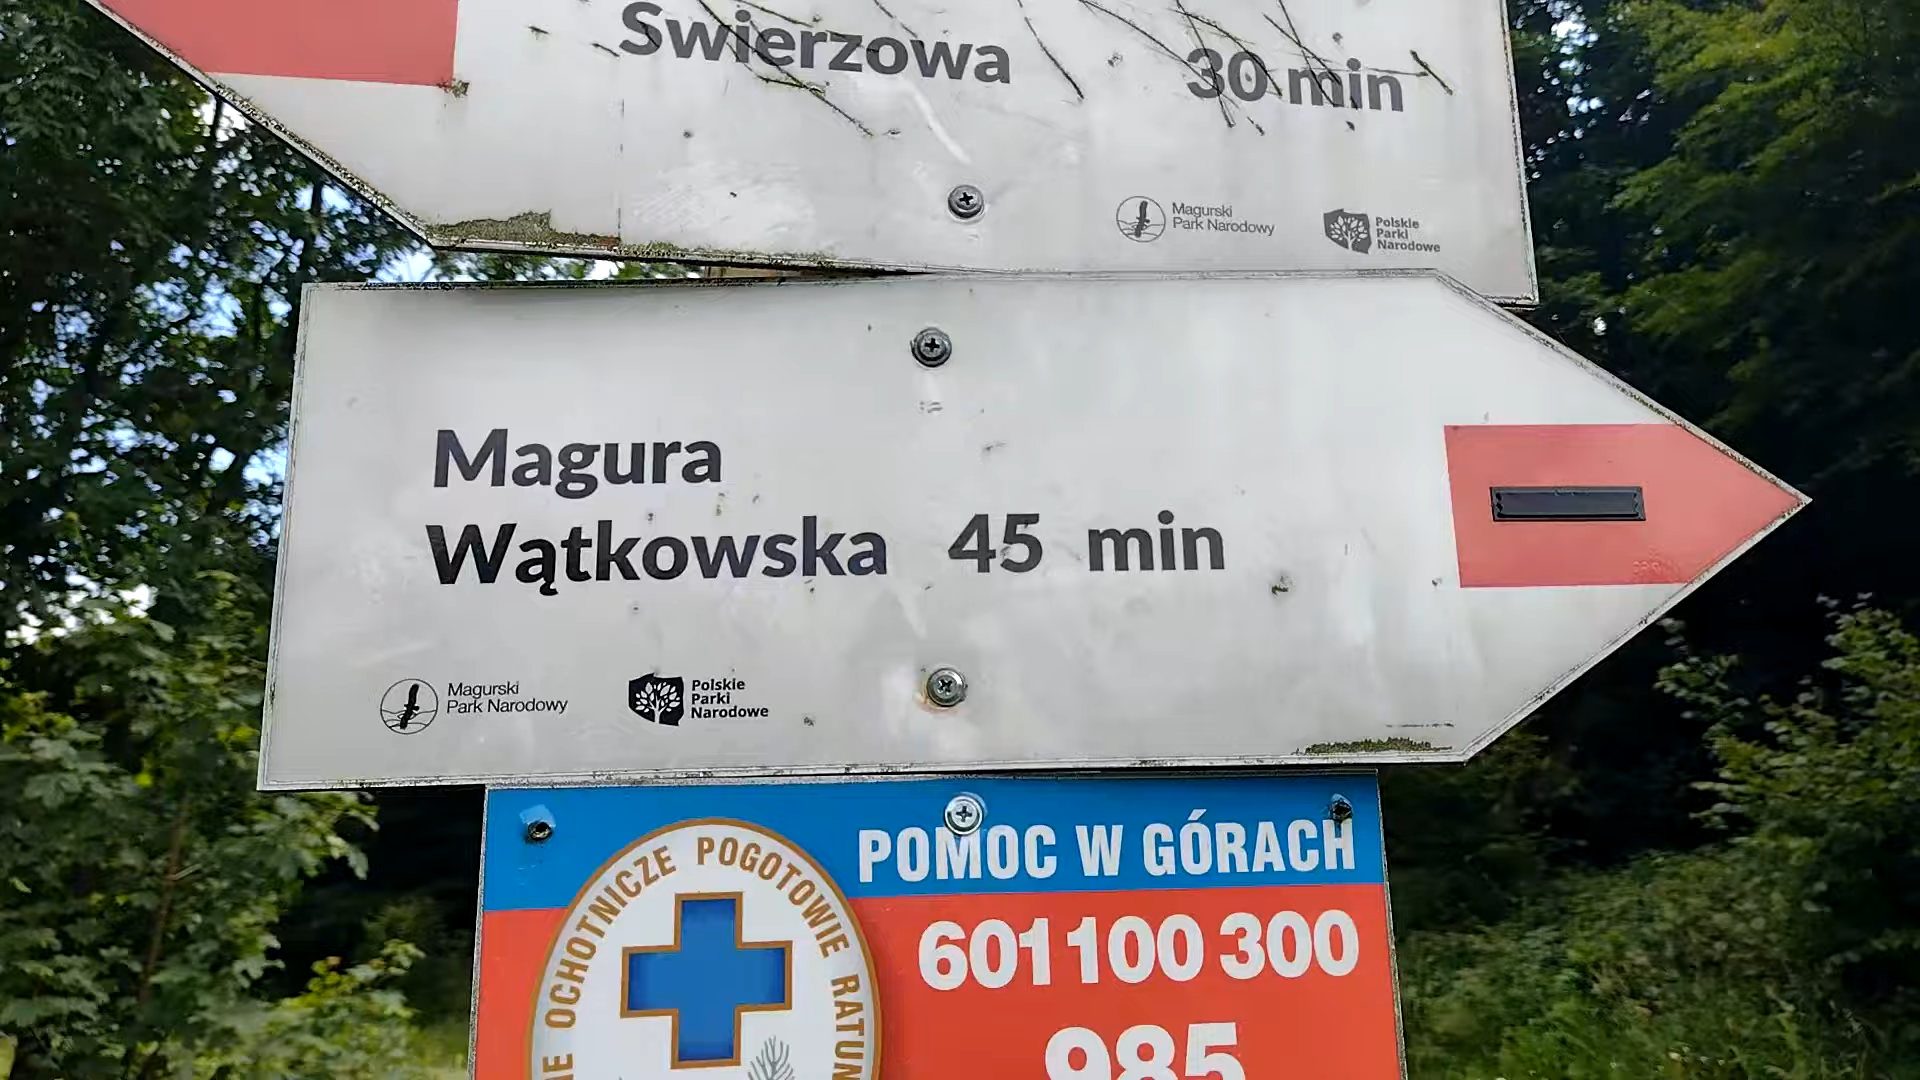 Świerzowa 30 min
Magurski
Park Narodowy
Polskie
Parki
Narodowe
Magura
Wątkowska 45 min
Magurski
Park Narodowy
Polskie
Parki
Narodowe
POMOC W GÓRACH
OCHOTNICZE POGOTOWIE
601 100 300
985